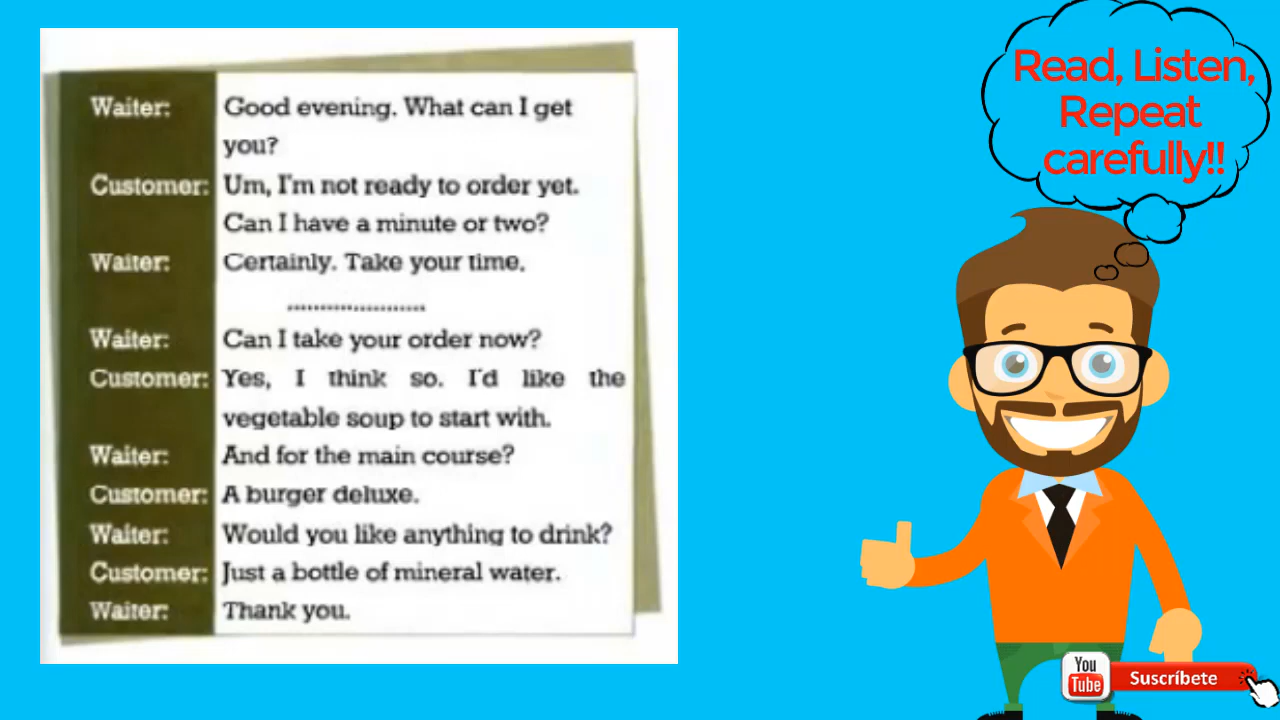 Waiter: Good evening. What can I get
you?
Customer: Um, I'm not ready to order yet.
Can I have a minute or two?
Waiter: Certainly. Take your time.
.....................
Waiter: Can I take your order now?
Customer: Yes, I think so. I'd like the
vegetable soup to start with.
Waiter: And for the main course?
Customer: A burger deluxe.
Waiter: Would you like anything to drink?
Customer: Just a bottle of mineral water.
Waiter: Thank you.
Read, Listen,
Repeat
carefully!!
You
Tube
Suscríbete